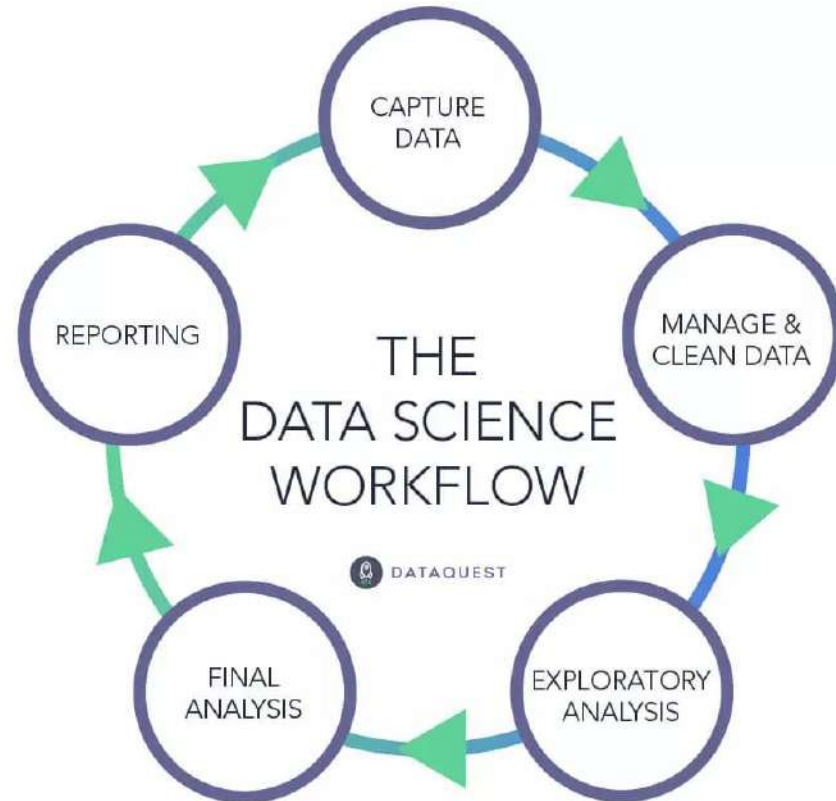 CAPTURE
DATA
MANAGE &
CLEAN DATA
EXPLORATORY
ANALYSIS
FINAL
ANALYSIS
REPORTING
THE
DATA SCIENCE
WORKFLOW
DATAQUEST